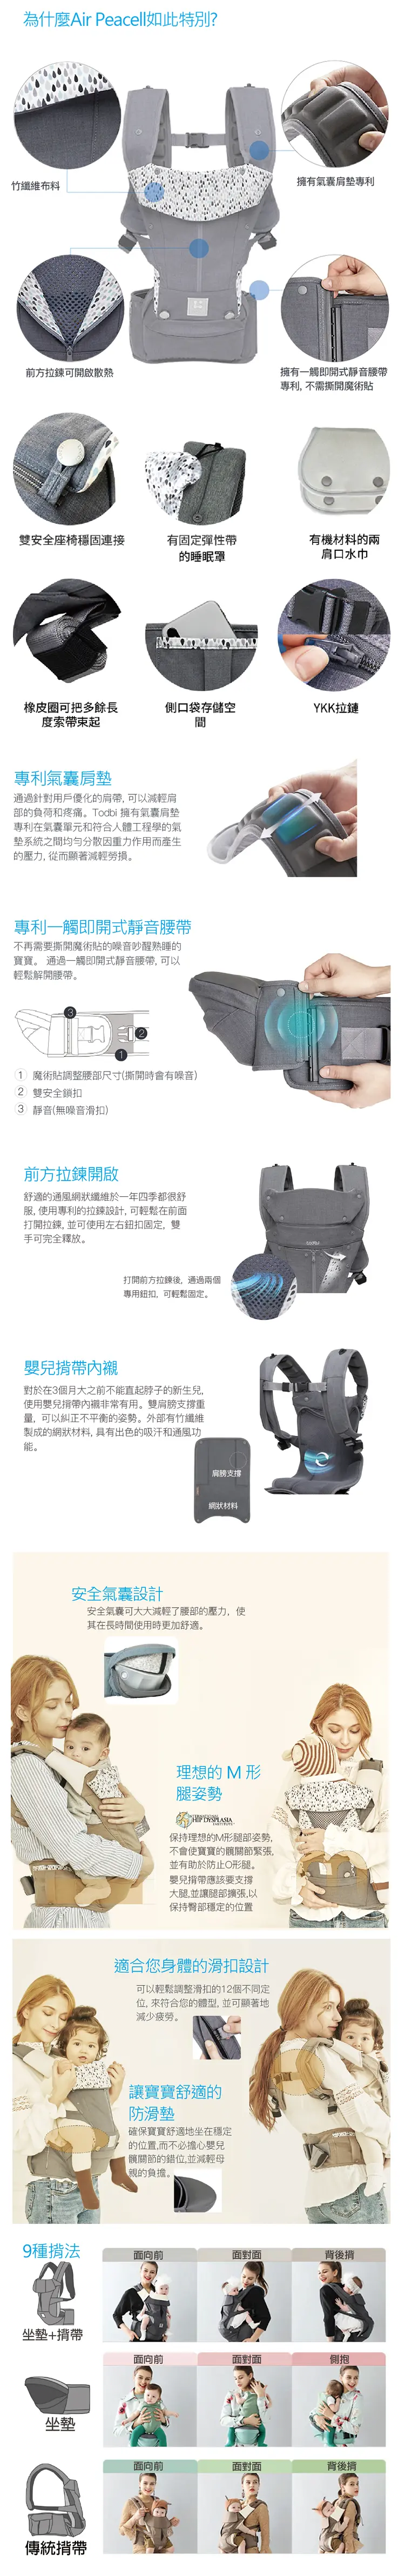 為什麼Air Peacell如此特別?
竹纖維布料
擁有氣囊肩墊專利
前方拉鍊可開啟散熱
擁有一觸即開式靜音腰帶
專利, 不需撕開魔術貼
雙安全座椅穩固連接
有固定彈性帶
的睡眠罩
有機材料的兩
肩口水巾
橡皮圈可把多餘長
度索帶束起
側口袋存儲空
間
YKK拉鏈
專利氣囊肩墊
通過針對用戶優化的肩帶, 可以減輕肩
部的負荷和疼痛。Todbi 擁有氣囊肩墊
專利在氣囊單元和符合人體工程學的氣
墊系統之間均勻分散因重力作用而產生
的壓力, 從而顯著減輕勞損。
專利一觸即開式靜音腰帶
不再需要撕開魔術貼的噪音吵醒熟睡的
寶寶。 通過一觸即開式靜音腰帶, 可以
輕鬆解開腰帶。
3
2
1
1 魔術貼調整腰部尺寸(撕開時會有噪音)
2 雙安全鎖扣
3 靜音(無噪音滑扣)
前方拉鍊開啟
舒適的通風網狀纖維於一年四季都很舒
服, 使用專利的拉鍊設計, 可輕鬆在前面
打開拉鍊, 並可使用左右鈕扣固定, 雙
手可完全釋放。
打開前方拉鍊後, 通過兩個
專用鈕扣, 可輕鬆固定。
嬰兒揹帶內襯
對於在3個月大之前不能直起脖子的新生兒,
使用嬰兒揹帶內襯非常有用。雙肩膀支撐重
量, 可以糾正不平衡的姿勢。外部有竹纖維
製成的網狀材料, 具有出色的吸汗和通風功
能。
肩膀支撐
網狀材料
安全氣囊設計
安全氣囊可大大減輕了腰部的壓力, 使
其在長時間使用時更加舒適。
理想的 M 形
腿姿勢
HIP DYSPLASIA
保持理想的M形腿部姿勢,
不會使寶寶的髖關節緊張,
並有助於防止O形腿。
嬰兒揹帶應該要支撐
大腿,並讓腿部擴張,以
保持臀部穩定的位置
適合您身體的滑扣設計
可以輕鬆調整滑扣的12個不同定
位, 來符合您的體型, 並可顯著地
減少疲勞。
讓寶寶舒適的
防滑墊
確保寶寶舒適地坐在穩定
的位置,而不必擔心嬰兒
髖關節的錯位,並減輕母
親的負擔。
9種揹法
面向前
面對面
背後揹
坐墊+揹帶
面向前
面對面
側抱
坐墊
面向前
面對面
背後揹
傳統揹帶